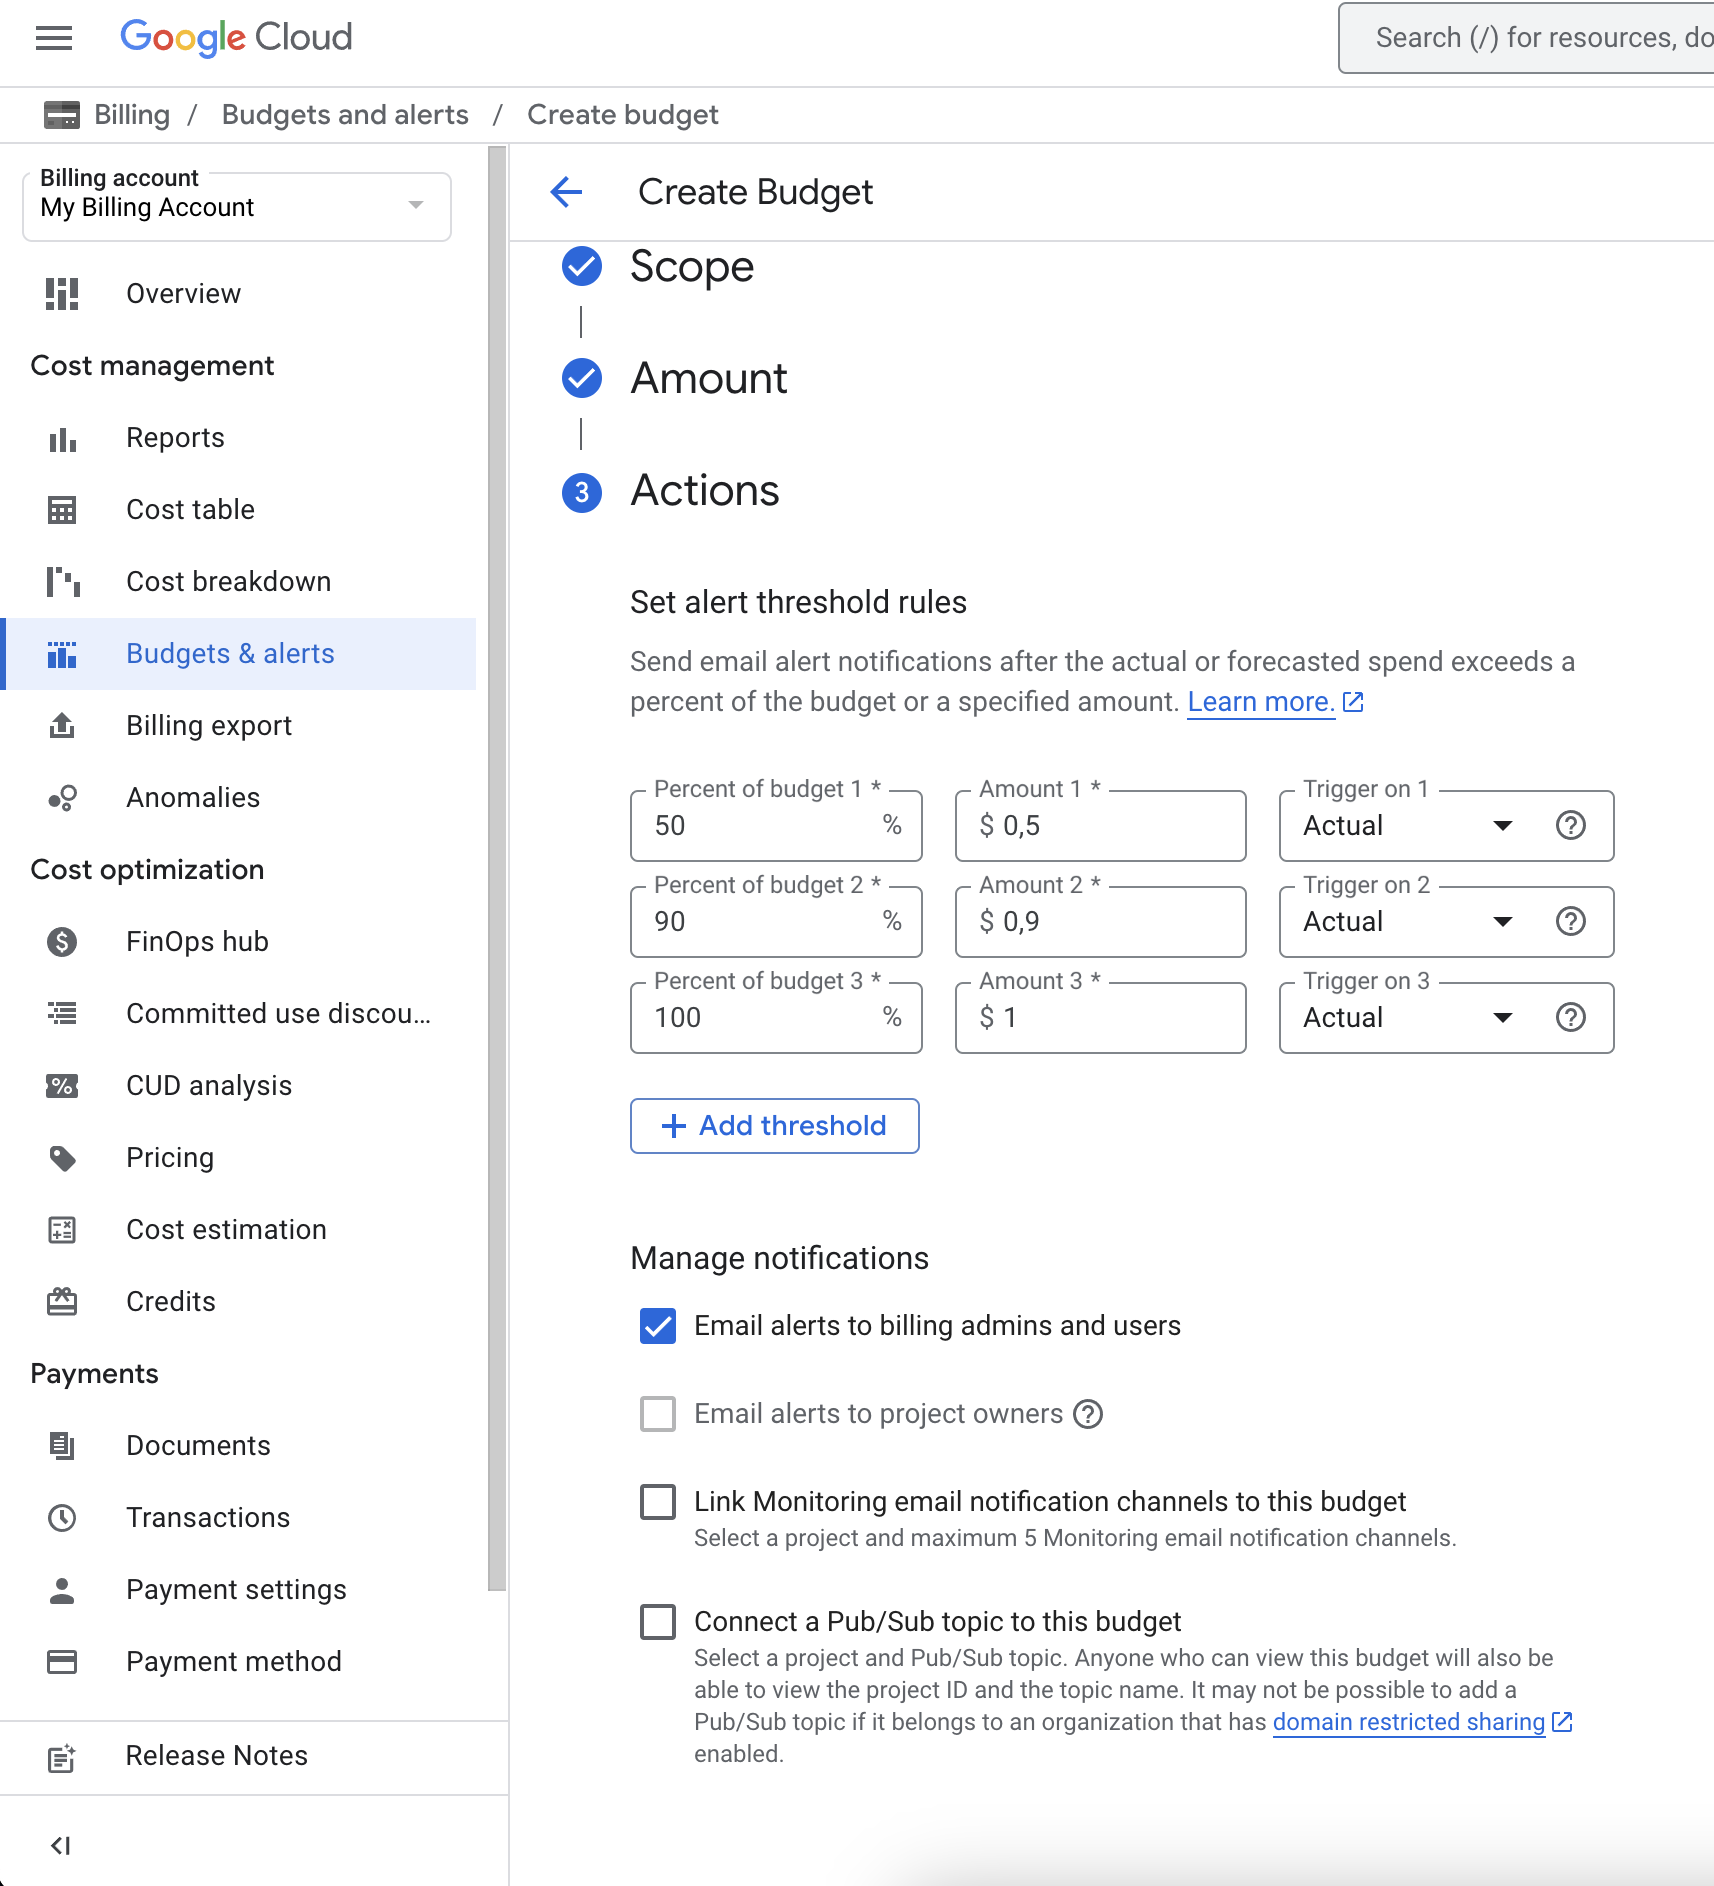 Google Cloud
Search (/) for resources, do
Billing / Budgets and alerts / Create budget
Billing account
My Billing Account
Overview
Cost management
Reports
Cost table
Cost breakdown
Budgets & alerts
Billing export
Anomalies
Cost optimization
FinOps hub
Committed use discou...
CUD analysis
Pricing
Cost estimation
Credits
Payments
Documents
Transactions
Payment settings
Payment method
Release Notes
Create Budget
Scope
Amount
3 Actions
Set alert threshold rules
Send email alert notifications after the actual or forecasted spend exceeds a
percent of the budget or a specified amount. Learn more.
Percent of budget 1 * Amount 1 * Trigger on 1
50 % $ 0,5 Actual
Percent of budget 2 * Amount 2 * Trigger on 2
90 % $ 0,9 Actual
Percent of budget 3 * Amount 3 * Trigger on 3
100 % $ 1 Actual
+ Add threshold
Manage notifications
Email alerts to billing admins and users
Email alerts to project owners
Link Monitoring email notification channels to this budget
Select a project and maximum 5 Monitoring email notification channels.
Connect a Pub/Sub topic to this budget
Select a project and Pub/Sub topic. Anyone who can view this budget will also be
able to view the project ID and the topic name. It may not be possible to add a
Pub/Sub topic if it belongs to an organization that has domain restricted sharing
enabled.